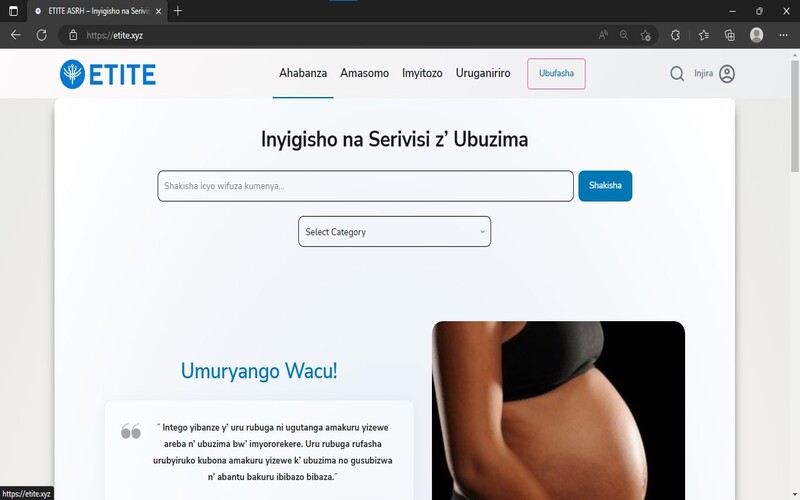 ETITE ASRH – Inyigisho na Serivisi
https://etite.xyz
ETITE
Ahabanza Amasomo Imyitozo Uruganiriro Ubufasha Injira
Inyigisho na Serivisi z' Ubuzima
Shakisha icyo wifuza kumenya... Shakisha
Select Category
Umuryango Wacu!
" Intego yibanze y' uru rubuga ni ugutanga amakuru yizewe
areba n' ubuzima bw' imyororekere. Uru rubuga rufasha
urubyiruko kubona amakuru yizewe k' ubuzima no gusubizwa
n' abantu bakuru ibibazo bibaza."
https://etite.xyz